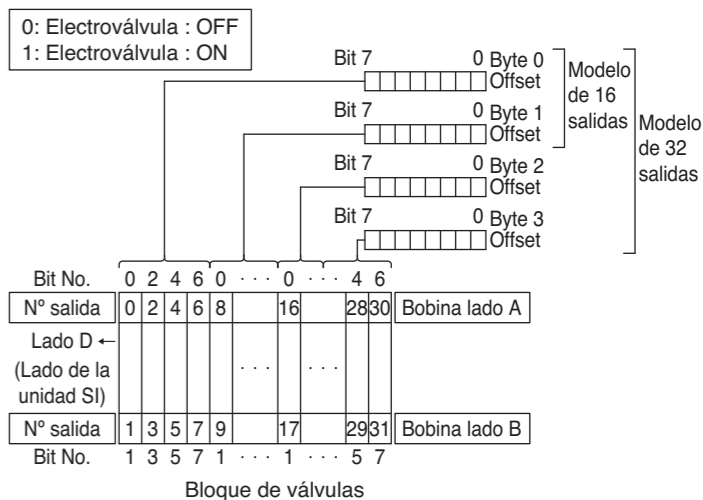 0: Electroválvula : OFF
1: Electroválvula : ON
Bit 7 0 Byte 0
Offset
Bit 7 0 Byte 1
Offset
Bit 7 0 Byte 2
Offset
Bit 7 0 Byte 3
Offset
Modelo
de 16
salidas
Modelo
de 32
salidas
Bit No. 0 2 4 6 0 · · · 0 · · · 4 6
Nº salida 0 2 4 6 8 16 28 30 Bobina lado A
Lado D ←
(Lado de la
unidad SI)
· · · · · ·
Nº salida 1 3 5 7 9 17 29 31 Bobina lado B
Bit No. 1 3 5 7 1 · · · 1 · · · 5 7
Bloque de válvulas